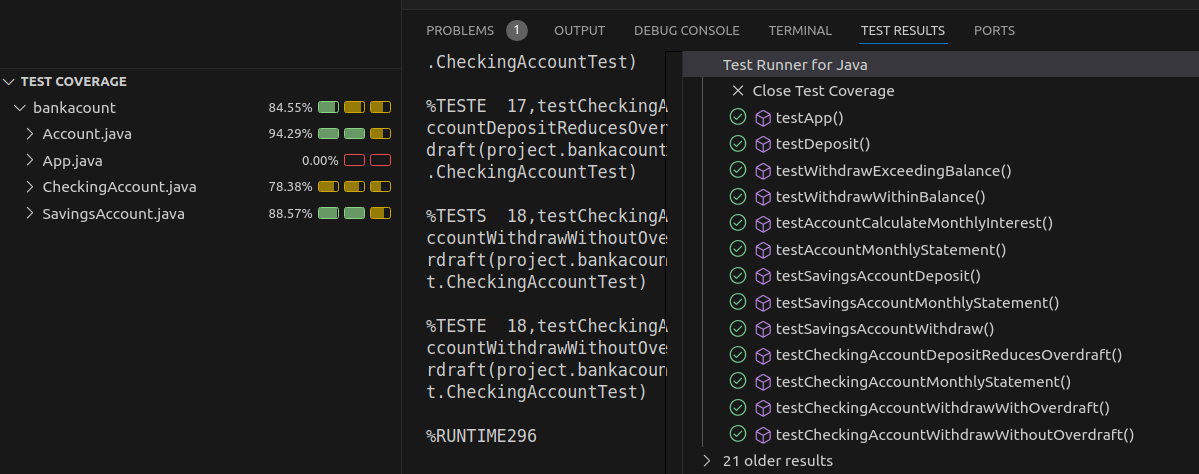 PROBLEMS 1 OUTPUT DEBUG CONSOLE TERMINAL TEST RESULTS PORTS
TEST COVERAGE
bankacount 84.55%
Account.java 94.29%
App.java 0.00%
CheckingAccount.java 78.38%
SavingsAccount.java 88.57%
.CheckingAccountTest)
%TESTE 17,testCheckingA
ccountDepositReducesOver
draft(project.bankacount
.CheckingAccountTest)
%TESTS 18,testCheckingA
ccountWithdrawWithoutOve
rdraft(project.bankacoun
t.CheckingAccountTest)
%TESTE 18,testCheckingA
ccountWithdrawWithoutOve
rdraft(project.bankacoun
t.CheckingAccountTest)
%RUNTIME296
Test Runner for Java
Close Test Coverage
testApp()
testDeposit()
testWithdrawExceedingBalance()
testWithdrawWithinBalance()
testAccountCalculateMonthlyInterest()
testAccountMonthlyStatement()
testSavingsAccountDeposit()
testSavingsAccountMonthlyStatement()
testSavingsAccountWithdraw()
testCheckingAccountDepositReducesOverdraft()
testCheckingAccountMonthlyStatement()
testCheckingAccountWithdrawWithOverdraft()
testCheckingAccountWithdrawWithoutOverdraft()
21 older results